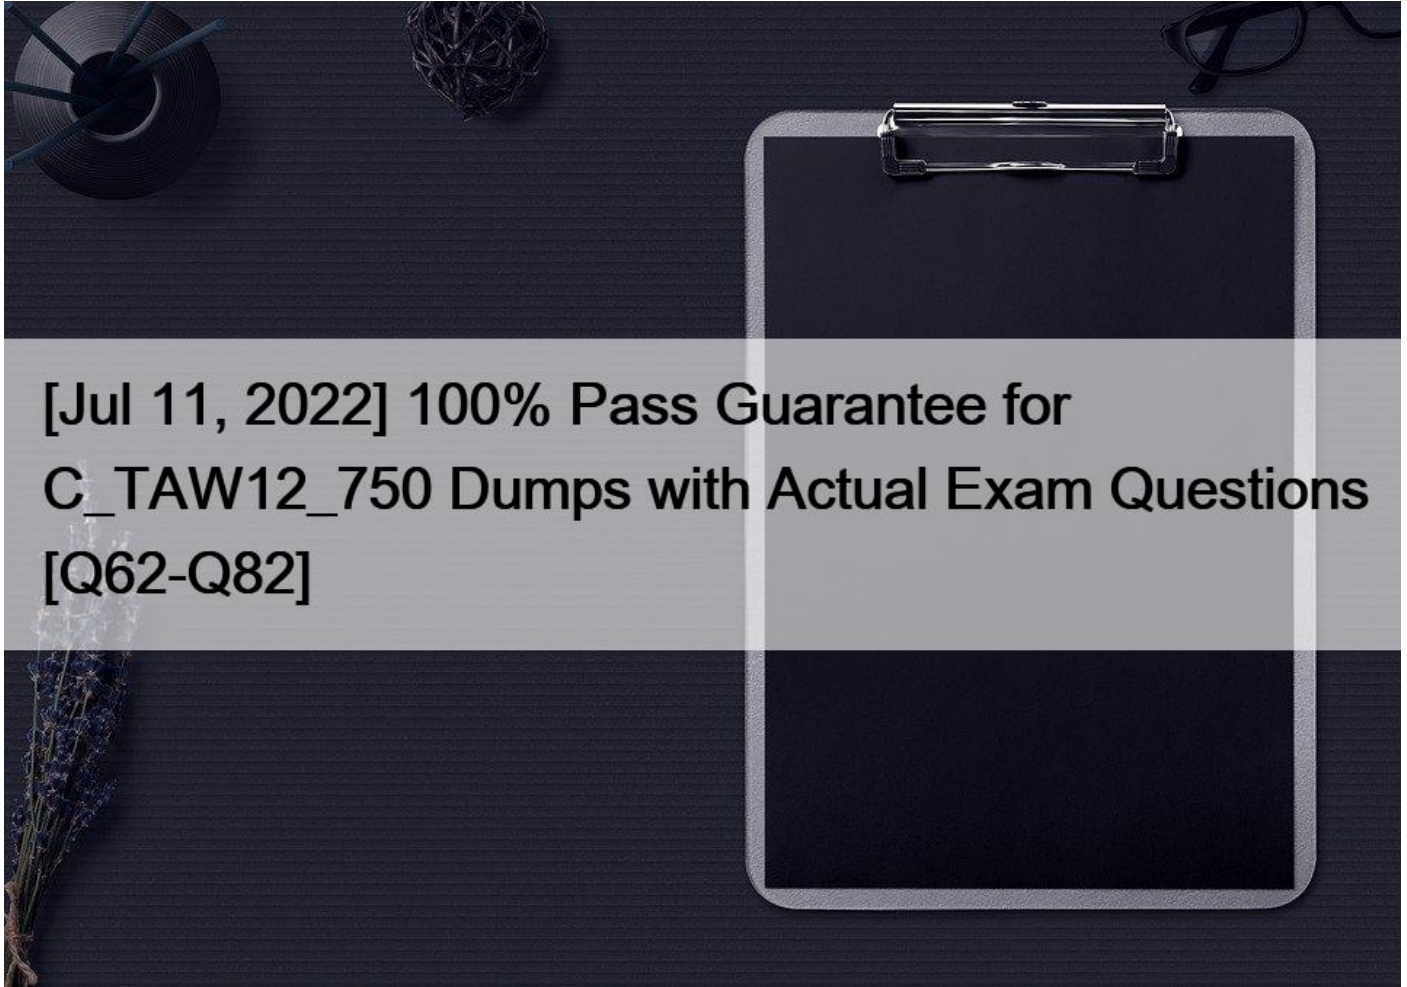 [Jul 11, 2022] 100% Pass Guarantee for
C_TAW12_750 Dumps with Actual Exam Questions
[Q62-Q82]